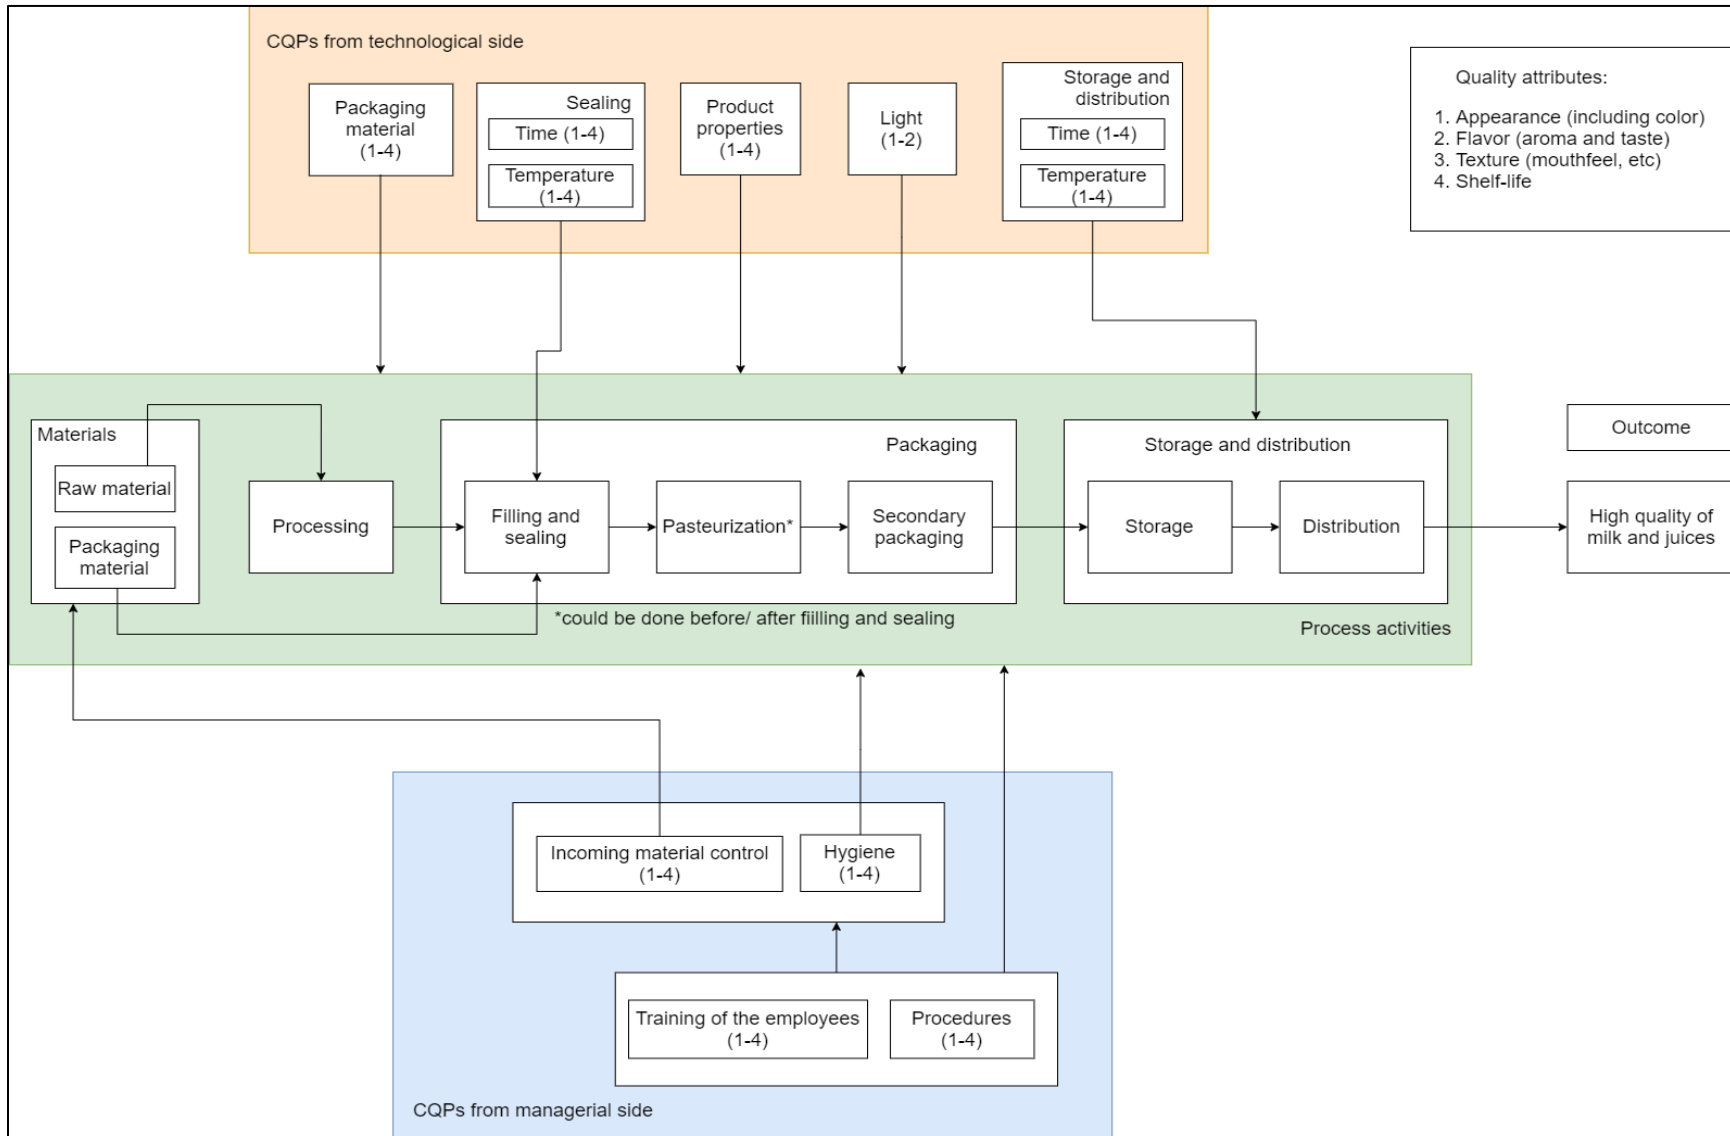 CQPs from technological side
Packaging
material
(1-4)
Sealing
Time (1-4)
Temperature
(1-4)
Product
properties
(1-4)
Light
(1-2)
Storage and
distribution
Time (1-4)
Temperature
(1-4)
Quality attributes:
1. Appearance (including color)
2. Flavor (aroma and taste)
3. Texture (mouthfeel, etc)
4. Shelf-life
Materials
Raw material
Packaging
material
Processing
Packaging
Filling and
sealing
Pasteurization*
Secondary
packaging
*could be done before/ after fiilling and sealing
Storage and distribution
Storage
Distribution
Process activities
Outcome
High quality of
milk and juices
Incoming material control
(1-4)
Hygiene
(1-4)
Training of the employees
(1-4)
Procedures
(1-4)
CQPs from managerial side